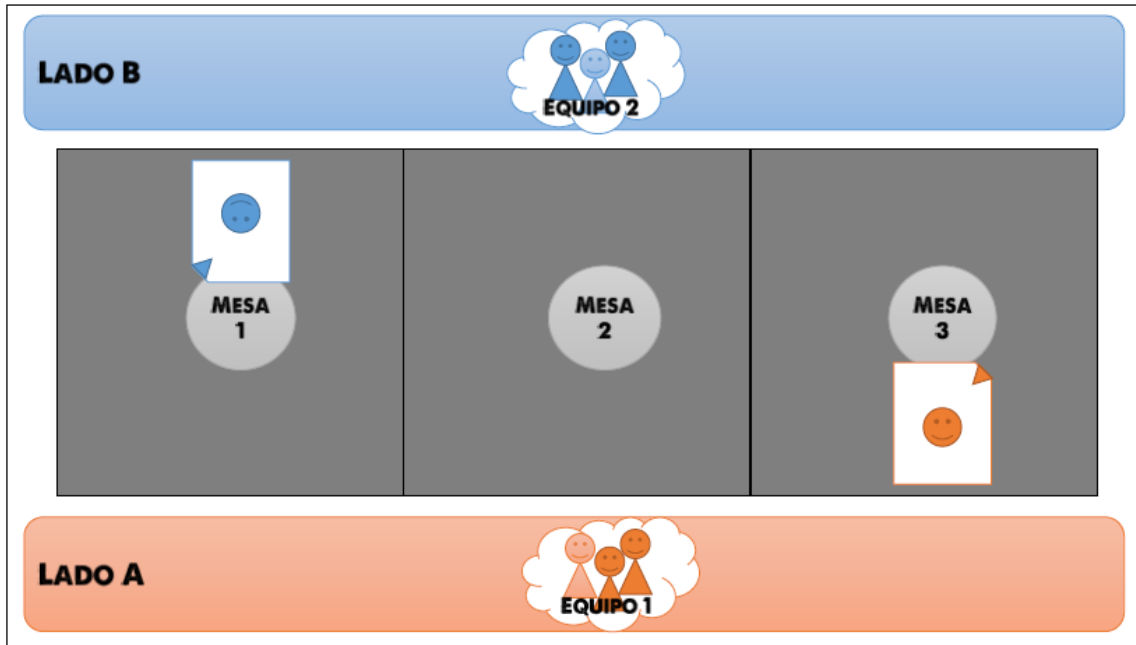 LADO B
EQUIPO 2
MESA
1
MESA
2
MESA
3
LADO A
EQUIPO 1